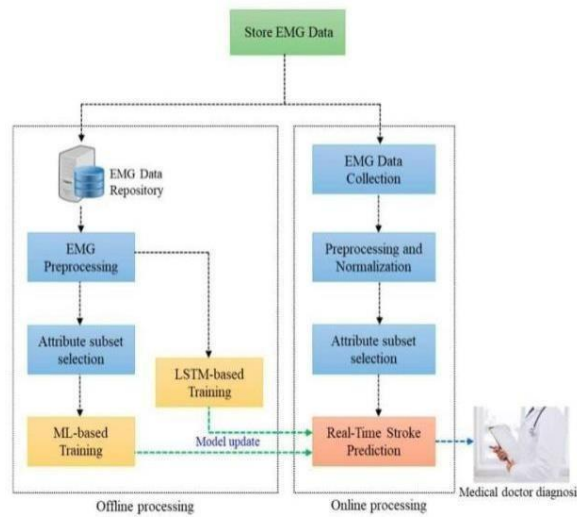 Store EMG Data
EMG Data
Repository
EMG
Preprocessing
Attribute subset
selection
LSTM-based
Training
ML-based
Training
Model update
Offline processing
EMG Data
Collection
Preprocessing and
Normalization
Attribute subset
selection
Real-Time Stroke
Prediction
Online processing
Medical doctor diagnosi